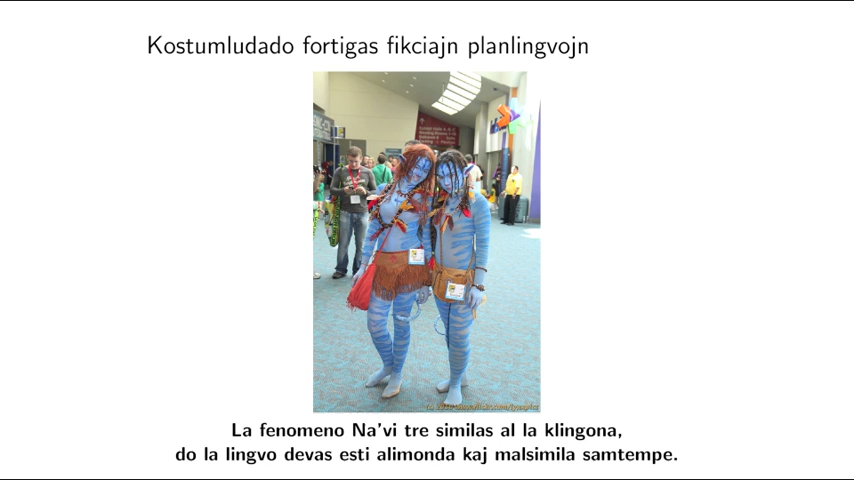 Kostumludado fortigas fikciajn planlingvojn
La fenomeno Na'vi tre similas al la klingona,
do la lingvo devas esti alimonda kaj malsimila samtempe.